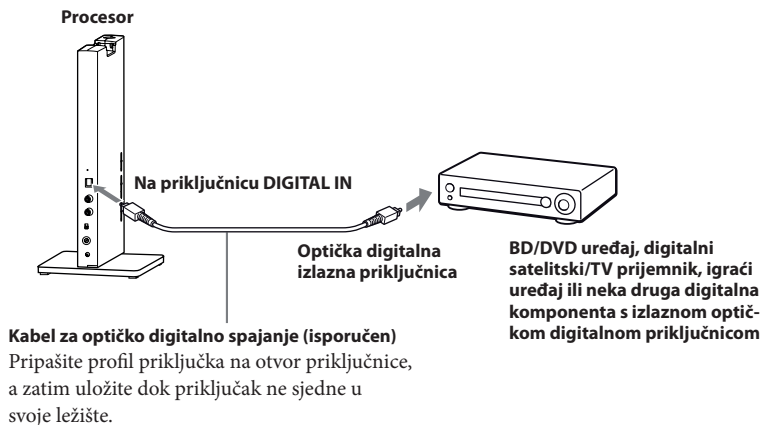 Procesor
Na priključnicu DIGITAL IN
Optička digitalna
izlazna priključnica
BD/DVD uređaj, digitalni
satelitski/TV prijemnik, igraći
uređaj ili neka druga digitalna
komponenta s izlaznom optič-
kom digitalnom priključnicom
Kabel za optičko digitalno spajanje (isporučen)
Pripašite profil priključka na otvor priključnice,
a zatim uložite dok priključak ne sjedne u
svoje ležište.